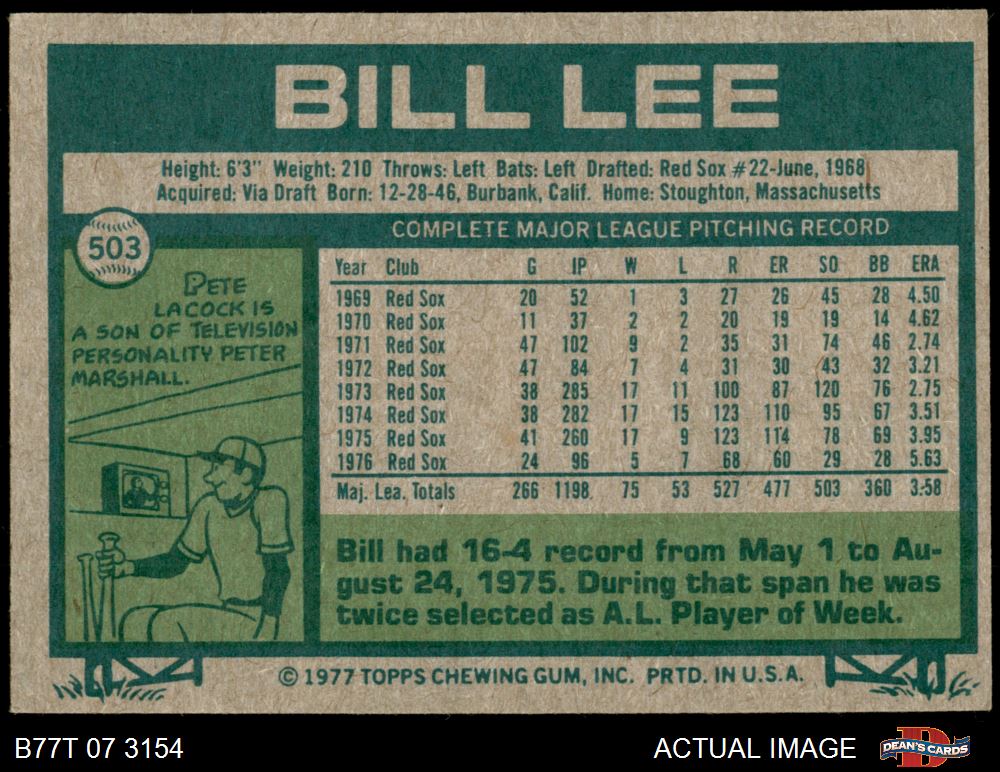 BILL LEE
Height: 6'3" Weight: 210 Throws: Left Bats: Left Drafted: Red Sox #22-June, 1968
Acquired: Via Draft Born: 12-28-46, Burbank, Calif. Home: Stoughton, Massachusetts
503
COMPLETE MAJOR LEAGUE PITCHING RECORD
PETE
LACOCK IS
A SON OF TELEVISION
PERSONALITY PETER
MARSHALL.
Year Club G IP W L R ER SO BB ERA
1969 Red Sox 20 52 1 3 27 26 45 28 4.50
1970 Red Sox 11 37 2 2 20 19 19 14 4.62
1971 Red Sox 47 102 9 2 35 31 74 46 2.74
1972 Red Sox 47 84 7 4 31 30 43 32 3.21
1973 Red Sox 38 285 17 11 100 87 120 76 2.75
1974 Red Sox 38 282 17 15 123 110 95 67 3.51
1975 Red Sox 41 260 17 9 123 114 78 69 3.95
1976 Red Sox 24 96 5 7 68 60 29 28 5.63
Maj. Lea. Totals 266 1198 75 53 527 477 503 360 3.58
Bill had 16-4 record from May 1 to Au-
gust 24, 1975. During that span he was
twice selected as A.L. Player of Week.
© 1977 TOPPS CHEWING GUM, INC. PRTD. IN U.S.A.
B77T 07 3154
ACTUAL IMAGE
D
DEAN'S CARDS